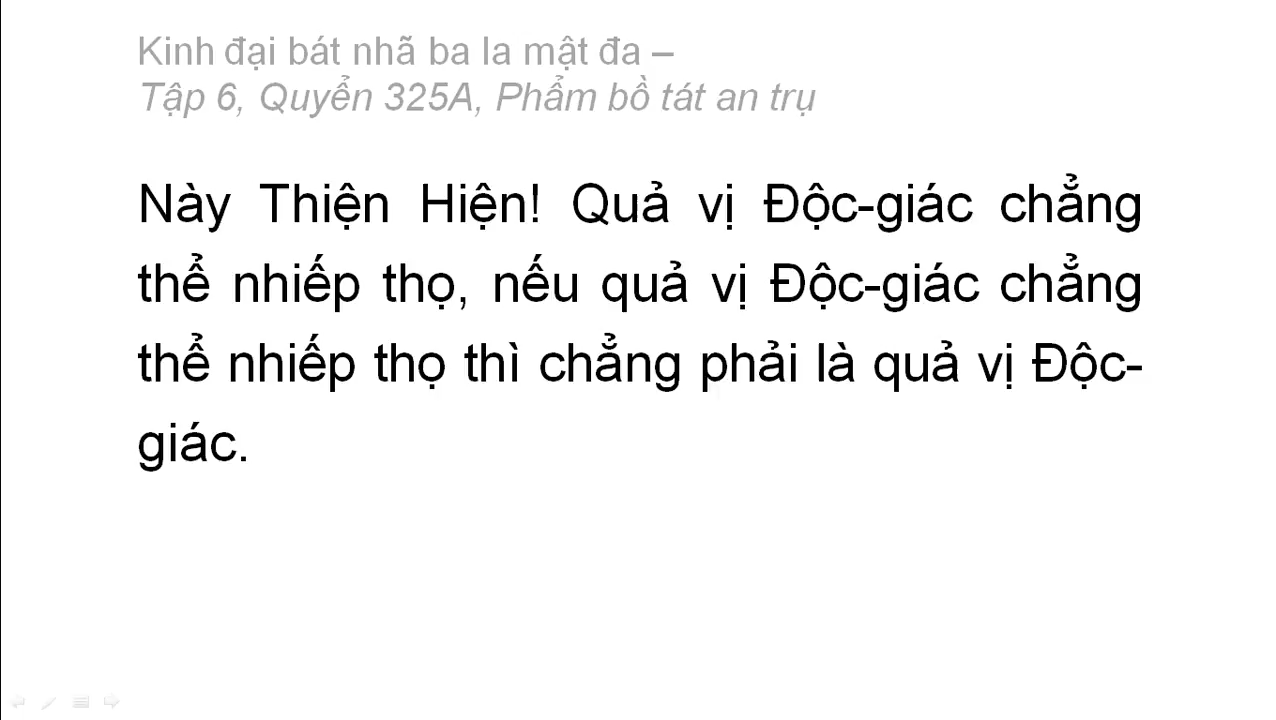 Kinh đại bát nhã ba la mật đa –
Tập 6, Quyển 325A, Phẩm bồ tát an trụ
Này Thiện Hiện! Quả vị Độc-giác chẳng
thể nhiếp thọ, nếu quả vị Độc-giác chẳng
thể nhiếp thọ thì chẳng phải là quả vị Độc-
giác.